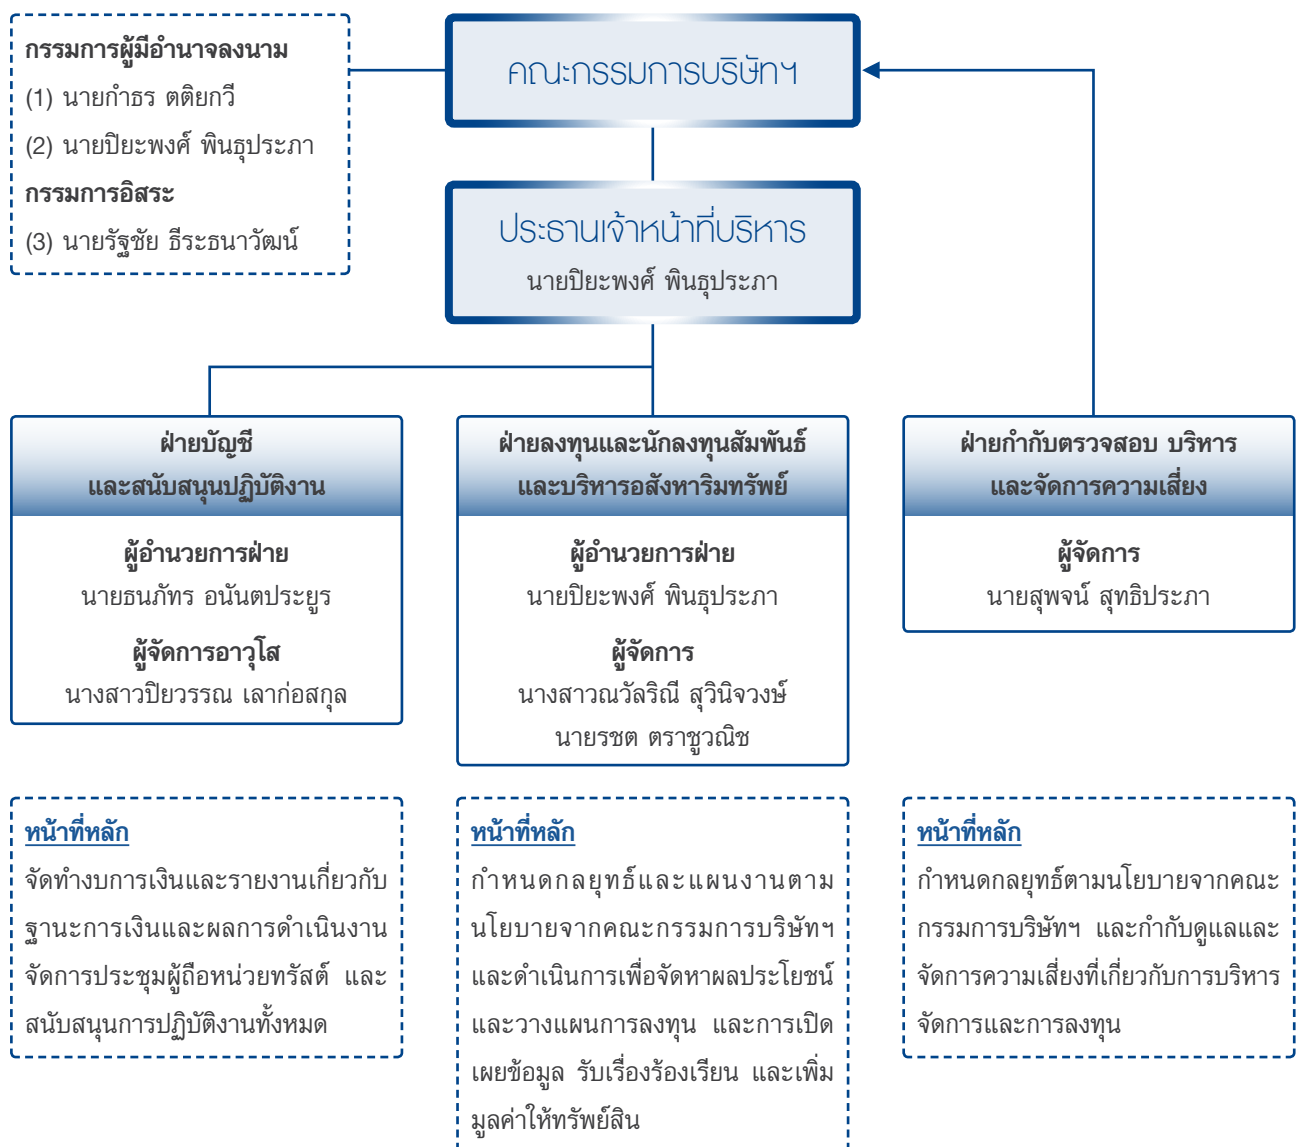 กรรมการผู้มีอำนาจลงนาม
(1) นายกำธร ตติยกวี
(2) นายปิยะพงศ์ พินธุประภา
กรรมการอิสระ
(3) นายรัฐชัย ธีระธนาวัฒน์
คณะกรรมการบริษัทฯ
ประธานเจ้าหน้าที่บริหาร
นายปิยะพงศ์ พินธุประภา
ฝ่ายบัญชี
และสนับสนุนปฏิบัติงาน
ผู้อำนวยการฝ่าย
นายธนภัทร อนันตประยูร
ผู้จัดการอาวุโส
นางสาวปิยวรรณ เลาก่อสกุล
ฝ่ายลงทุนและนักลงทุนสัมพันธ์
และบริหารอสังหาริมทรัพย์
ผู้อำนวยการฝ่าย
นายปิยะพงศ์ พินธุประภา
ผู้จัดการ
นางสาวณวัลริณี สุวินิจวงษ์
นายรชต ตราชูวณิช
ฝ่ายกำกับตรวจสอบ บริหาร
และจัดการความเสี่ยง
ผู้จัดการ
นายสุพจน์ สุทธิประภา
หน้าที่หลัก
จัดทำงบการเงินและรายงานเกี่ยวกับ
ฐานะการเงินและผลการดำเนินงาน
จัดการประชุมผู้ถือหน่วยทรัสต์ และ
สนับสนุนการปฏิบัติงานทั้งหมด
หน้าที่หลัก
กำหนดกลยุทธ์และแผนงานตาม
นโยบายจากคณะกรรมการบริษัทฯ
และดำเนินการเพื่อจัดหาผลประโยชน์
และวางแผนการลงทุน และการเปิด
เผยข้อมูล รับเรื่องร้องเรียน และเพิ่ม
มูลค่าให้ทรัพย์สิน
หน้าที่หลัก
กำหนดกลยุทธ์ตามนโยบายจากคณะ
กรรมการบริษัทฯ และกำกับดูแลและ
จัดการความเสี่ยงที่เกี่ยวกับการบริหาร
จัดการและการลงทุน